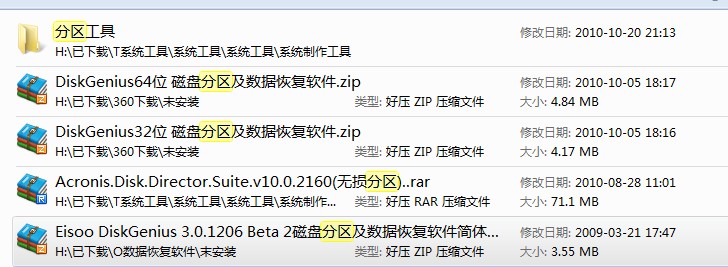 分区工具 修改日期: 2010-10-20 21:13
H:\已下载\T系统工具\系统工具\系统工具\系统制作工具
DiskGenius64位 磁盘分区及数据恢复软件.zip 修改日期: 2010-10-05 18:17
H:\已下载\360下载\未安装 类型: 好压 ZIP 压缩文件 大小: 4.84 MB
DiskGenius32位 磁盘分区及数据恢复软件.zip 修改日期: 2010-10-05 18:16
H:\已下载\360下载\未安装 类型: 好压 ZIP 压缩文件 大小: 4.17 MB
Acronis.Disk.Director.Suite.v10.0.2160(无损分区)..rar 修改日期: 2010-08-28 11:01
H:\已下载\T系统工具\系统工具\系统工具\系统制作... 类型: 好压 RAR 压缩文件 大小: 71.1 MB
Eisoo DiskGenius 3.0.1206 Beta 2磁盘分区及数据恢复软件简体... 修改日期: 2009-03-21 17:47
H:\已下载\O数据恢复软件\未安装 类型: 好压 ZIP 压缩文件 大小: 3.55 MB